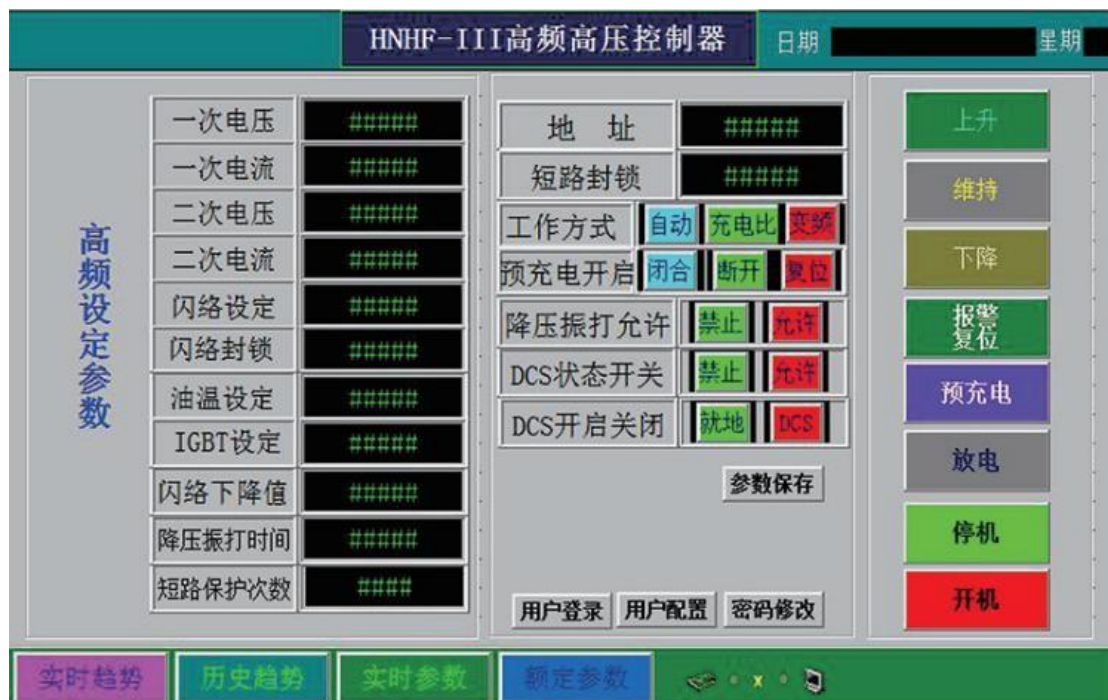 HNHF-III高频高压控制器
日期
星期
高频设定参数
一次电压 #####
一次电流 #####
二次电压 #####
二次电流 #####
闪络设定 #####
闪络封锁 #####
油温设定 #####
IGBT设定 #####
闪络下降值 #####
降压振打时间 #####
短路保护次数 ####
地 址 #####
短路封锁 #####
工作方式 自动 充电比 变频
预充电开启 闭合 断开 复位
降压振打允许 禁止 允许
DCS状态开关 禁止 允许
DCS开启关闭 就地 DCS
参数保存
用户登录 用户配置 密码修改
上升
维持
下降
报警
复位
预充电
放电
停机
开机
实时趋势 历史趋势 实时参数 额定参数
x